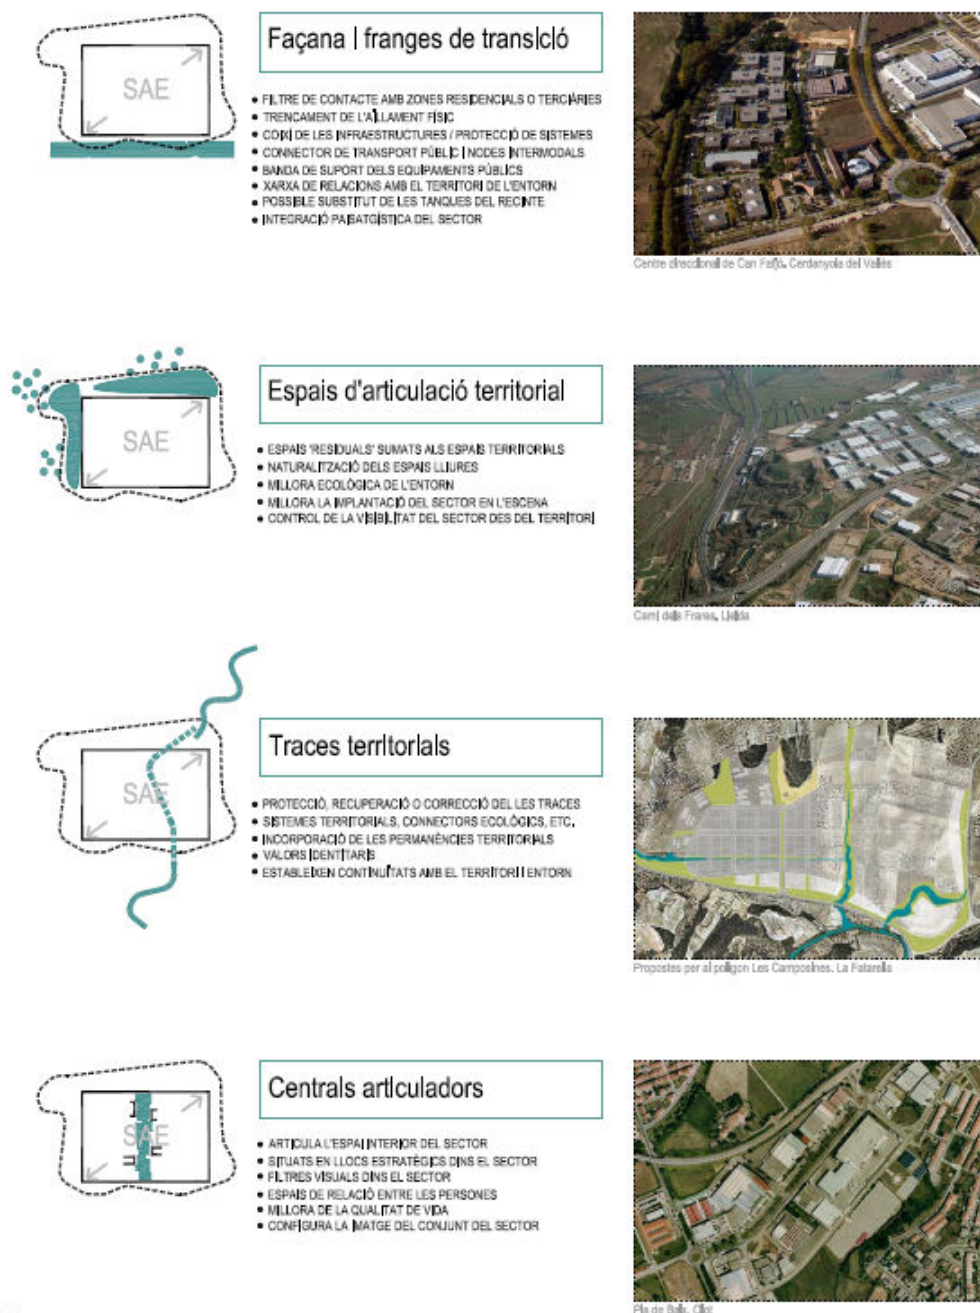 SAE
Façana i franges de transició
• FILTRE DE CONTACTE AMB ZONES RESIDENCIALS O TERCIÀRIES
• TRENCAMENT DE L'AÏLLAMENT FÍSIC
• COIXÍ DE LES INFRAESTRUCTURES / PROTECCIÓ DE SISTEMES
• CONNECTOR DE TRANSPORT PÚBLIC I NODES INTERMODALS
• BANDA DE SUPORT DELS EQUIPAMENTS PÚBLICS
• XARXA DE RELACIONS AMB EL TERRITORI DE L'ENTORN
• POSSIBLE SUBSTITUT DE LES TANQUES DEL RECINTE
• INTEGRACIÓ PAISATGÍSTICA DEL SECTOR
Centre direccional de Can Fatjó. Cerdanyola del Vallès
SAE
Espais d'articulació territorial
• ESPAIS 'RESIDUALS' SUMATS ALS ESPAIS TERRITORIALS
• NATURALITZACIÓ DELS ESPAIS LLIURES
• MILLORA ECOLÒGICA DE L'ENTORN
• MILLORA LA IMPLANTACIÓ DEL SECTOR EN L'ESCENA
• CONTROL DE LA VISIBILITAT DEL SECTOR DES DEL TERRITORI
Camí dels Frares. Lleida
SAE
Traces territorials
• PROTECCIÓ, RECUPERACIÓ O CORRECCIÓ DEL LES TRACES
• SISTEMES TERRITORIALS, CONNECTORS ECOLÒGICS, ETC.
• INCORPORACIÓ DE LES PERMANÈNCIES TERRITORIALS
• VALORS IDENTITARIS
• ESTABLEIXEN CONTINUÏTATS AMB EL TERRITORI I ENTORN
Propostes per al polígon Les Camposines. La Fatarella
SAE
Centrals articuladors
• ARTICULA L'ESPAI INTERIOR DEL SECTOR
• SITUATS EN LLOCS ESTRATÈGICS DINS EL SECTOR
• FILTRES VISUALS DINS EL SECTOR
• ESPAIS DE RELACIÓ ENTRE LES PERSONES
• MILLORA DE LA QUALITAT DE VIDA
• CONFIGURA LA IMATGE DEL CONJUNT DEL SECTOR
Pla de Baix. Olot